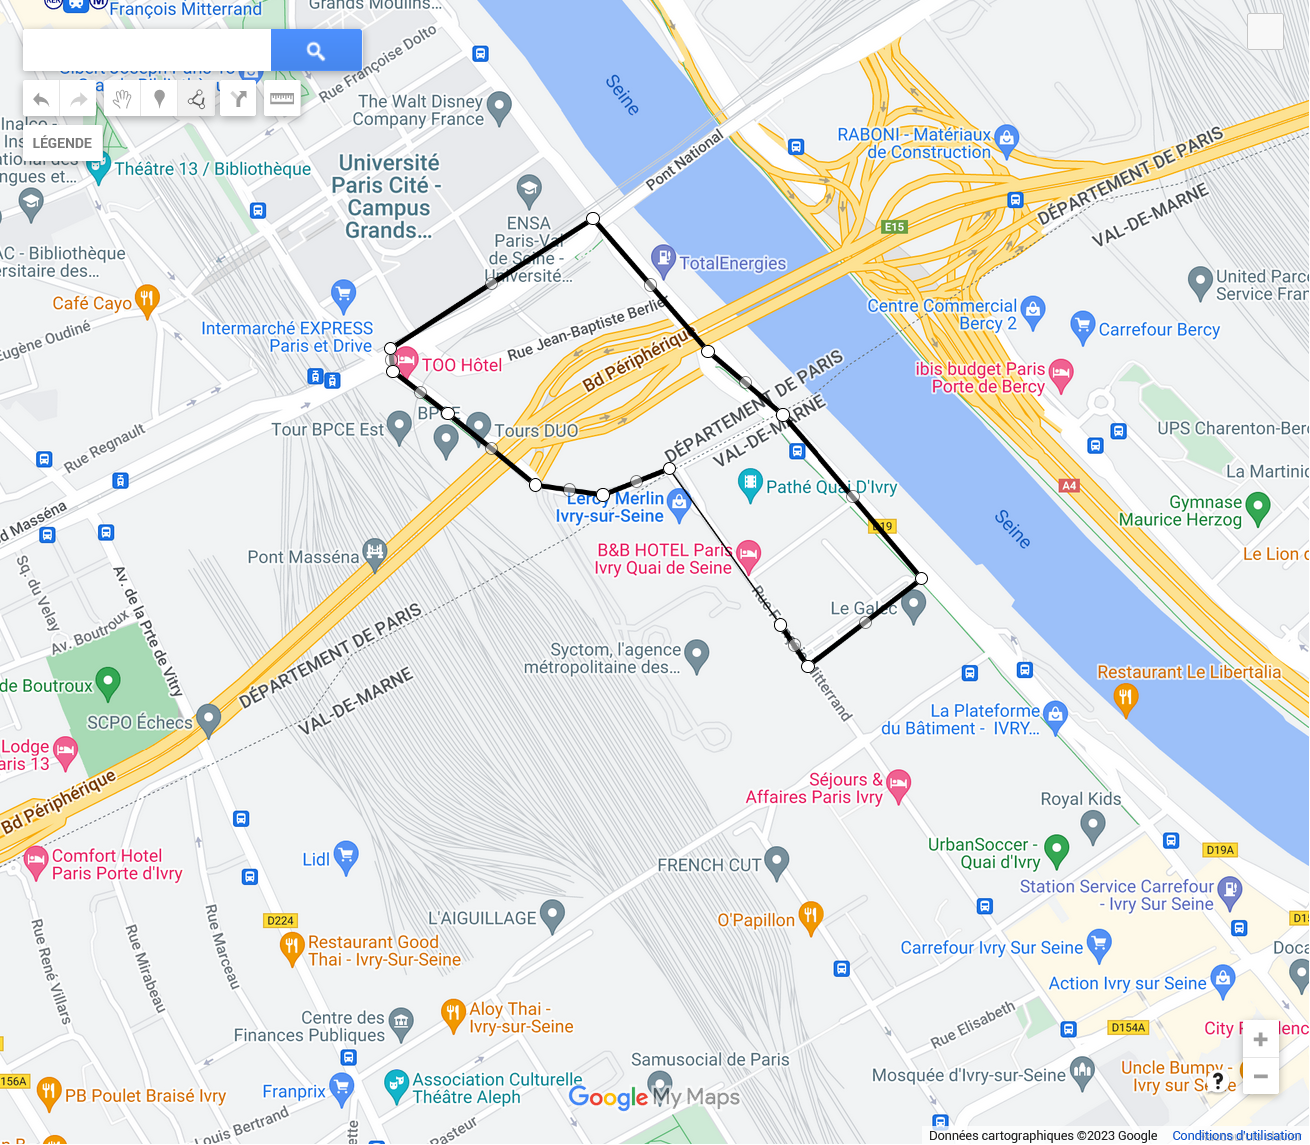 François Mitterrand
Grands Moulins...
Rue Françoise Dolto
LÉGENDE
The Walt Disney
Company France
Seine
Pont National
RABONI - Matériaux
de Construction
DÉPARTEMENT DE PARIS
VAL-DE-MARNE
Théâtre 13 / Bibliothèque
Université
Paris Cité -
Campus
Grands...
ENSA
Paris-Val
de Seine -
Université...
E15
AC - Bibliothèque
ersitaire des...
TotalEnergies
United Parce
Service Fran
Café Cayo
Intermarché EXPRESS
Paris et Drive
Eugène Oudiné
Rue Jean-Baptiste Berlier
Centre Commercial
Bercy 2
Carrefour Bercy
Bd Périphérique
TOO Hôtel
ibis budget Paris
Porte de Bercy
DÉPARTEMENT DE PARIS
VAL-DE-MARNE
BPCE
Tour BPCE Est
Tours DUO
UPS Charenton-Berc
Rue Regnault
La Martinic
Pathé Quai D'Ivry
A4
Leroy Merlin
Ivry-sur-Seine
Gymnase
Maurice Herzog
d Masséna
D19
Seine
Pont Masséna
B&B HOTEL Paris
Ivry Quai de Seine
Le Lion d
Sq. du Velay
Av. de la Prte de Vitry
Av. Boutroux
Le Galec
Rue F
Mitterrand
DÉPARTEMENT DE PARIS
VAL-DE-MARNE
Syctom, l'agence
métropolitaine des...
Restaurant Le Libertalia
de Boutroux
SCPO Échecs
La Plateforme
du Bâtiment - IVRY...
Lodge
aris 13
Bd Périphérique
Séjours &
Affaires Paris Ivry
Royal Kids
Comfort Hotel
Paris Porte d'Ivry
Lidl
FRENCH CUT
UrbanSoccer -
Quai d'Ivry
D19A
Station Service Carrefour
- Ivry Sur Seine
D224
L'AIGUILLAGE
O'Papillon
D15
Restaurant Good
Thai - Ivry-Sur-Seine
Carrefour Ivry Sur Seine
Doca
Rue René Villars
Rue Mirabeau
Rue Marceau
Action Ivry sur Seine
Centre des
Finances Publiques
Aloy Thai -
Ivry-sur-Seine
Rue Elisabeth
D154A
Samusocial de Paris
Mosquée d'Ivry-sur-Seine
Uncle Bumpy -
Ivry sur Seine
156A
PB Poulet Braisé Ivry
Franprix
Association Culturelle
Théâtre Aleph
Google My Maps
Louis Bertrand
Pasteur
Données cartographiques ©2023 Google
Conditions d'utilisation